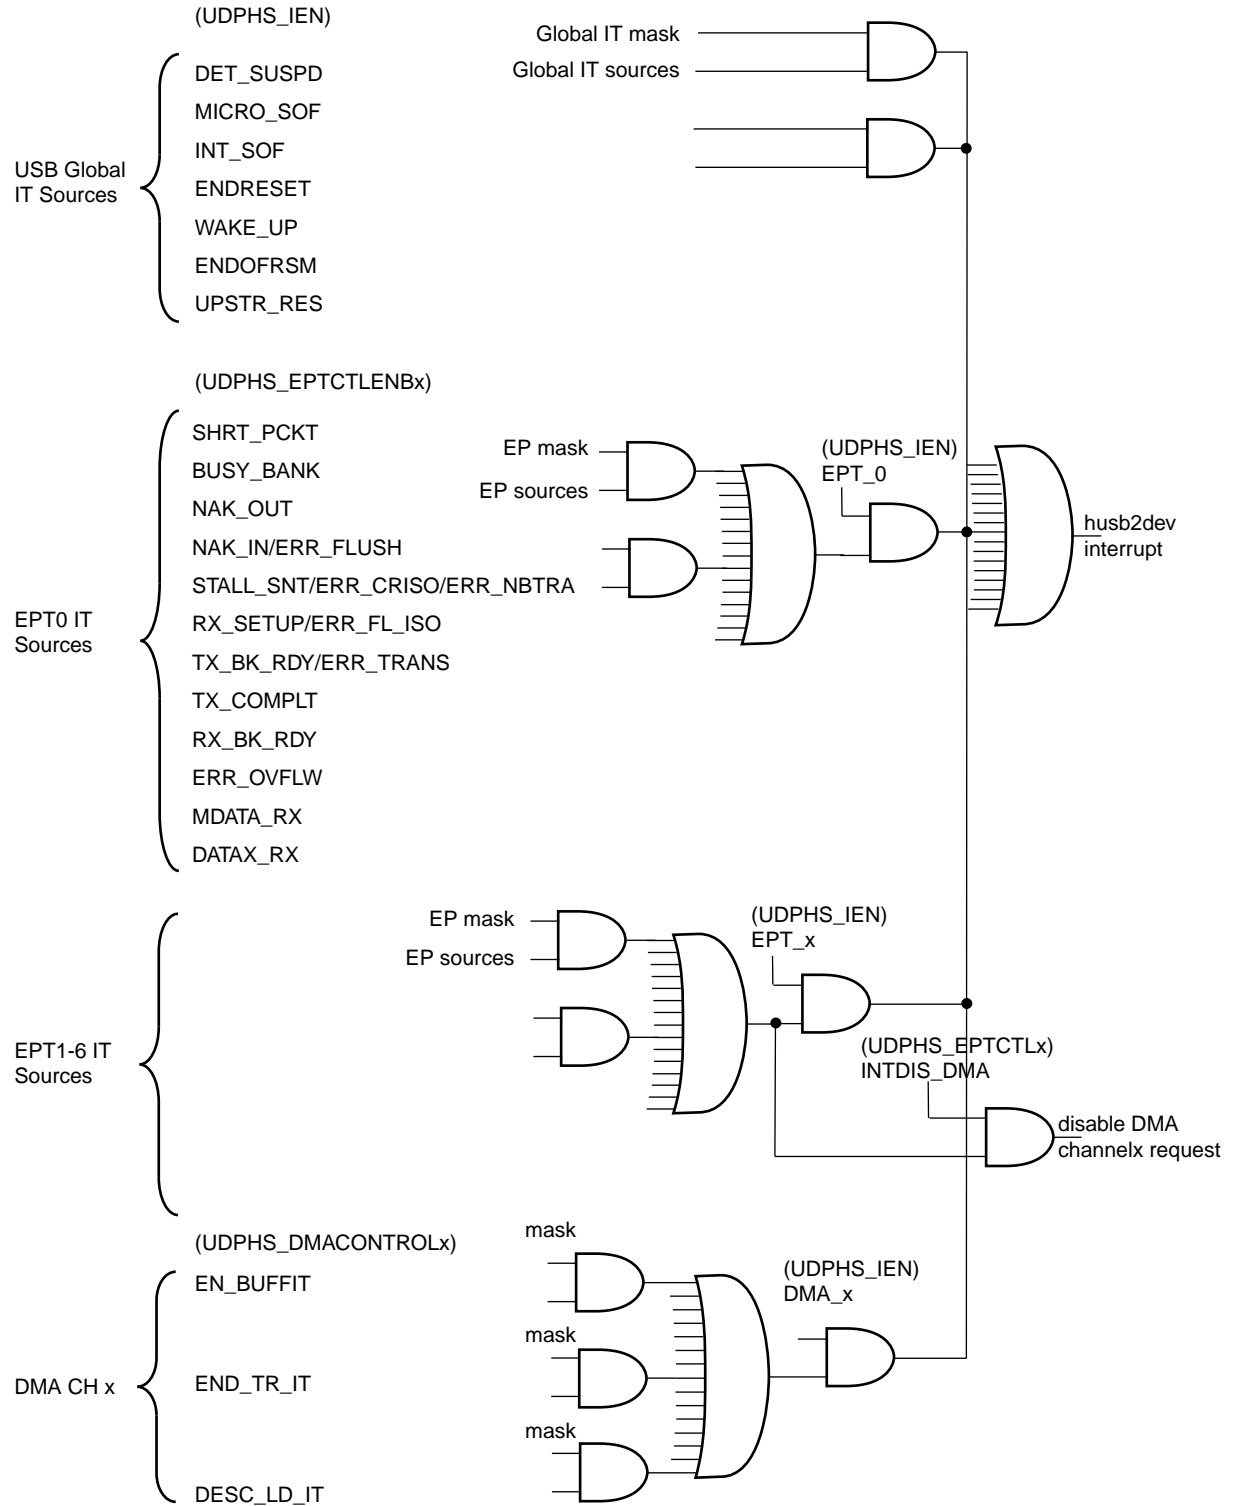 (UDPHS_IEN)
Global IT mask
Global IT sources
DET_SUSPD
MICRO_SOF
INT_SOF
ENDRESET
WAKE_UP
ENDOFRSM
UPSTR_RES
USB Global
IT Sources
(UDPHS_EPTCTLENBx)
SHRT_PCKT
BUSY_BANK
NAK_OUT
NAK_IN/ERR_FLUSH
STALL_SNT/ERR_CRISO/ERR_NBTRA
RX_SETUP/ERR_FL_ISO
TX_BK_RDY/ERR_TRANS
TX_COMPLT
RX_BK_RDY
ERR_OVFLW
MDATA_RX
DATAX_RX
EPT0 IT
Sources
EP mask
EP sources
(UDPHS_IEN)
EPT_0
husb2dev
interrupt
EPT1-6 IT
Sources
EP mask
EP sources
(UDPHS_IEN)
EPT_x
(UDPHS_EPTCTLx)
INTDIS_DMA
disable DMA
channelx request
(UDPHS_DMACONTROLx)
EN_BUFFIT
END_TR_IT
DESC_LD_IT
DMA CH x
mask
mask
mask
(UDPHS_IEN)
DMA_x